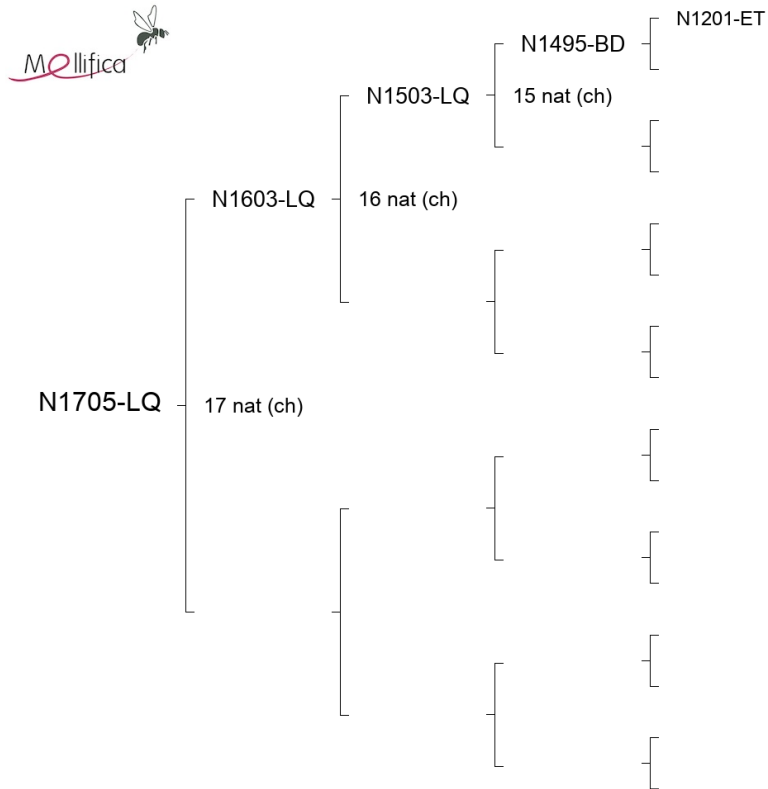 Mellifica
N1201-ET
N1495-BD
N1503-LQ
15 nat (ch)
N1603-LQ
16 nat (ch)
N1705-LQ
17 nat (ch)